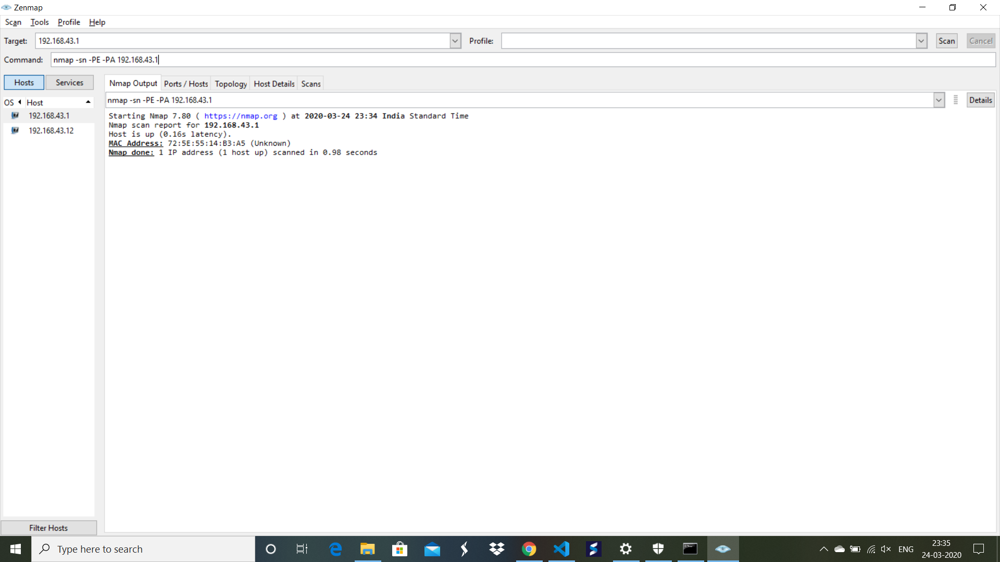 Zenmap
Scan Tools Profile Help
Target: 192.168.43.1 Profile: Scan Cancel
Command: nmap -sn -PE -PA 192.168.43.1
Hosts Services
Nmap Output Ports / Hosts Topology Host Details Scans
OS Host
nmap -sn -PE -PA 192.168.43.1 Details
192.168.43.1
192.168.43.12
Starting Nmap 7.80 ( https://nmap.org ) at 2020-03-24 23:34 India Standard Time
Nmap scan report for 192.168.43.1
Host is up (0.16s latency).
MAC Address: 72:5E:55:14:B3:A5 (Unknown)
Nmap done: 1 IP address (1 host up) scanned in 0.98 seconds
Filter Hosts
Type here to search
ENG
23:35
24-03-2020